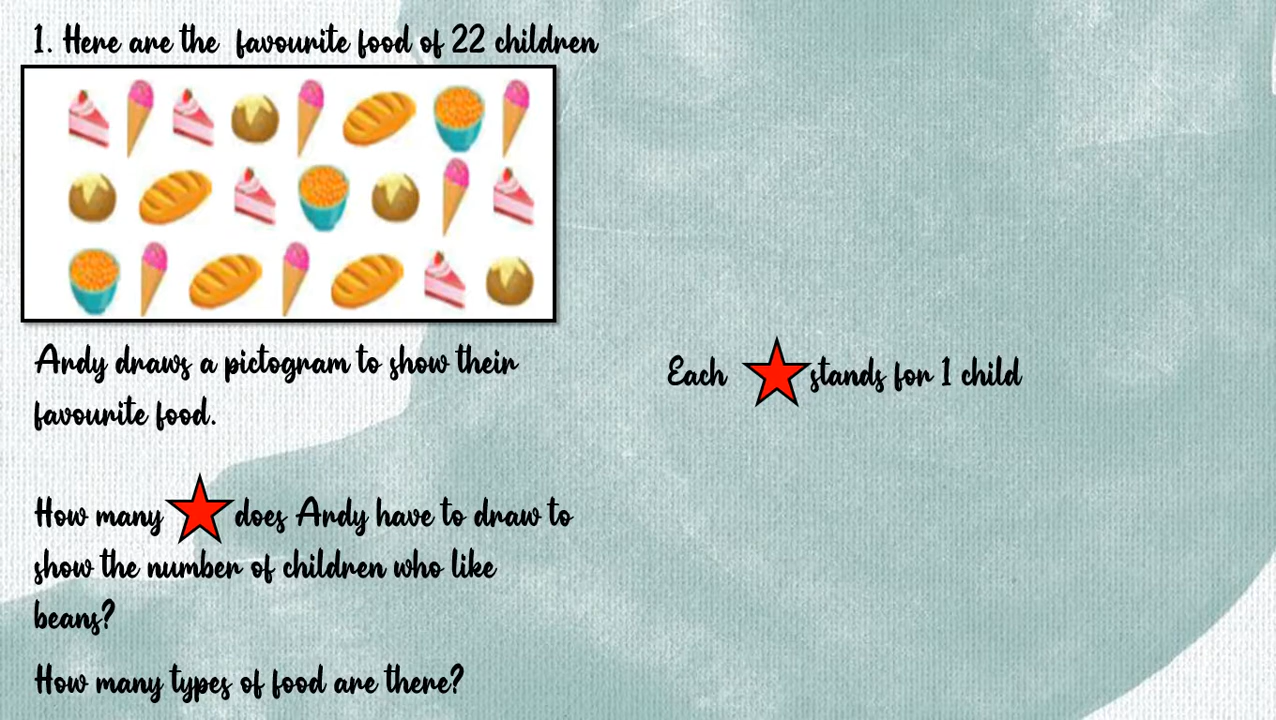 1. Here are the favourite food of 22 children
Andy draws a pictogram to show their
favourite food.
Each stands for 1 child
How many does Andy have to draw to
show the number of children who like
beans?
How many types of food are there?